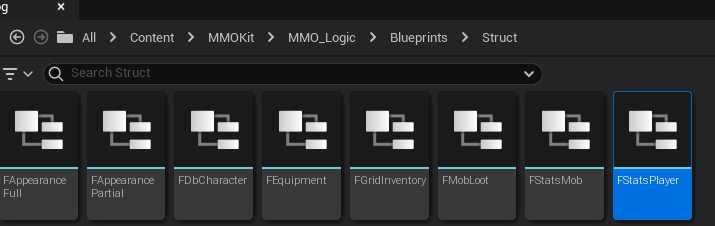 og
All > Content > MMOKit > MMO_Logic > Blueprints > Struct
Search Struct
FAppearance
Full
FAppearance
Partial
FDbCharacter
FEquipment
FGridInventory
FMobLoot
FStatsMob
FStatsPlayer